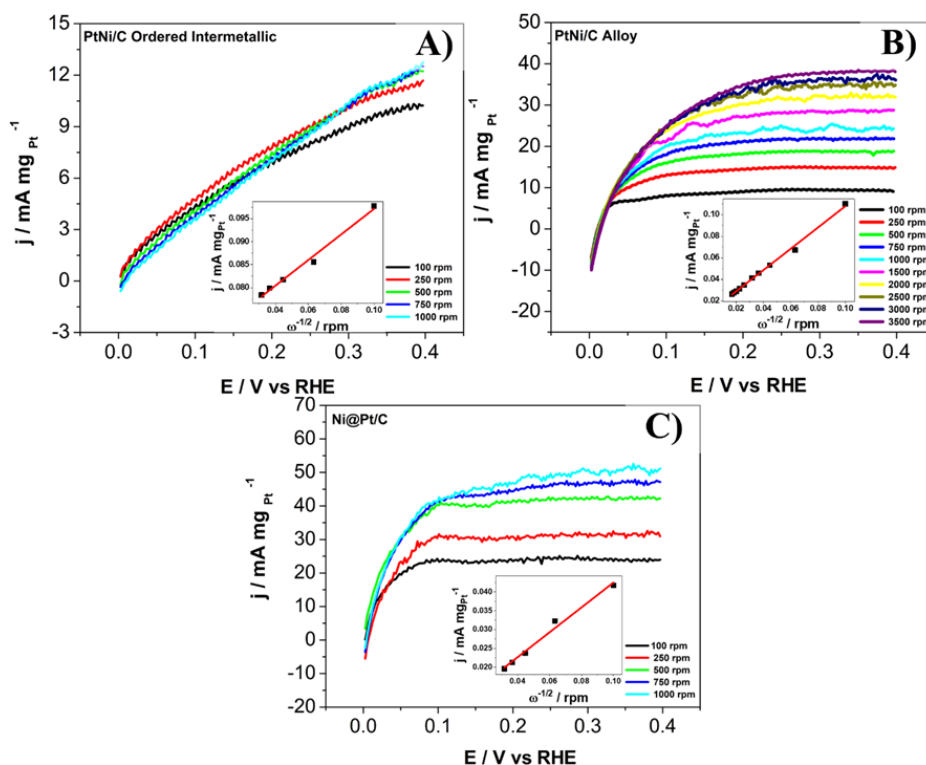 PtNi/C Ordered Intermetallic
A)
j / mA mg Pt -1
15
12
9
6
3
0
-3
0.0 0.1 0.2 0.3 0.4
E / V vs RHE
100 rpm
250 rpm
500 rpm
750 rpm
1000 rpm
j / mA mgPt-1
0.095
0.090
0.085
0.080
0.04 0.06 0.08 0.10
ω-1/2 / rpm
PtNi/C Alloy
B)
j / mA mg Pt -1
50
40
30
20
10
0
-10
-20
0.0 0.1 0.2 0.3 0.4
E / V vs RHE
100 rpm
250 rpm
500 rpm
750 rpm
1000 rpm
1500 rpm
2000 rpm
2500 rpm
3000 rpm
3500 rpm
j / mA mgPt-1
0.10
0.08
0.06
0.04
0.02
0.02 0.04 0.06 0.08 0.10
ω-1/2 / rpm
Ni@Pt/C
C)
j / mA mg Pt -1
70
60
50
40
30
20
10
0
-10
-20
0.0 0.1 0.2 0.3 0.4
E / V vs RHE
100 rpm
250 rpm
500 rpm
750 rpm
1000 rpm
j / mA mgPt-1
0.040
0.035
0.030
0.025
0.020
0.04 0.06 0.08 0.10
ω-1/2 / rpm